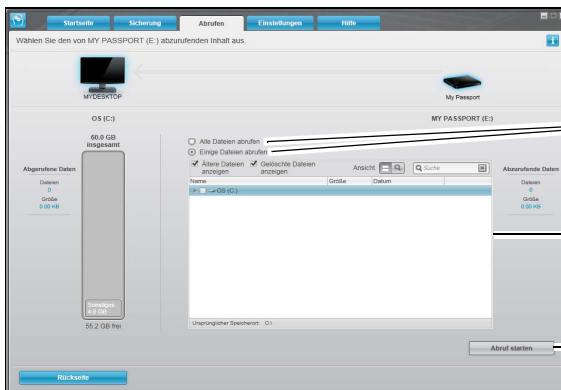 Startseite
Sicherung
Abrufen
Einstellungen
Hilfe
Wählen Sie den von MY PASSPORT (E:) abzurufenden Inhalt aus.
MYDESKTOP
My Passport
OS (C:)
MY PASSPORT (E:)
60.0 GB
insgesamt
Alle Dateien abrufen
Einige Dateien abrufen
Ältere Dateien anzeigen
Gelöschte Dateien anzeigen
Ansicht
Suche
Abgerufene Daten
Dateien
0
Größe
0.00 KB
Name
Größe
Datum
OS (C:)
Abzurufende Daten
Dateien
0
Größe
0.00 KB
Sonstiges
4.8 GB
55.2 GB frei
Ursprünglicher Speicherort: C:\
Abruf starten
Rückseite